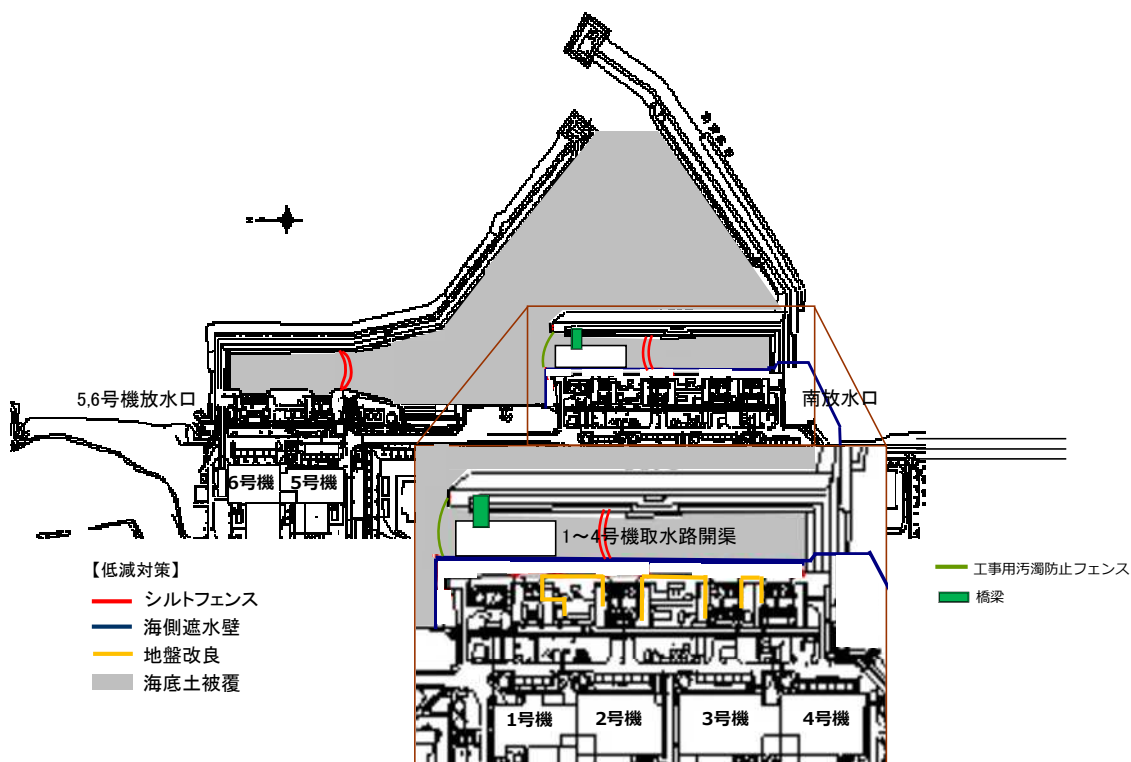 N
5,6号機放水口
南放水口
6号機
5号機
1～4号機取水路開渠
【低減対策】
シルトフェンス
海側遮水壁
地盤改良
海底土被覆
工事用汚濁防止フェンス
橋梁
1号機
2号機
3号機
4号機